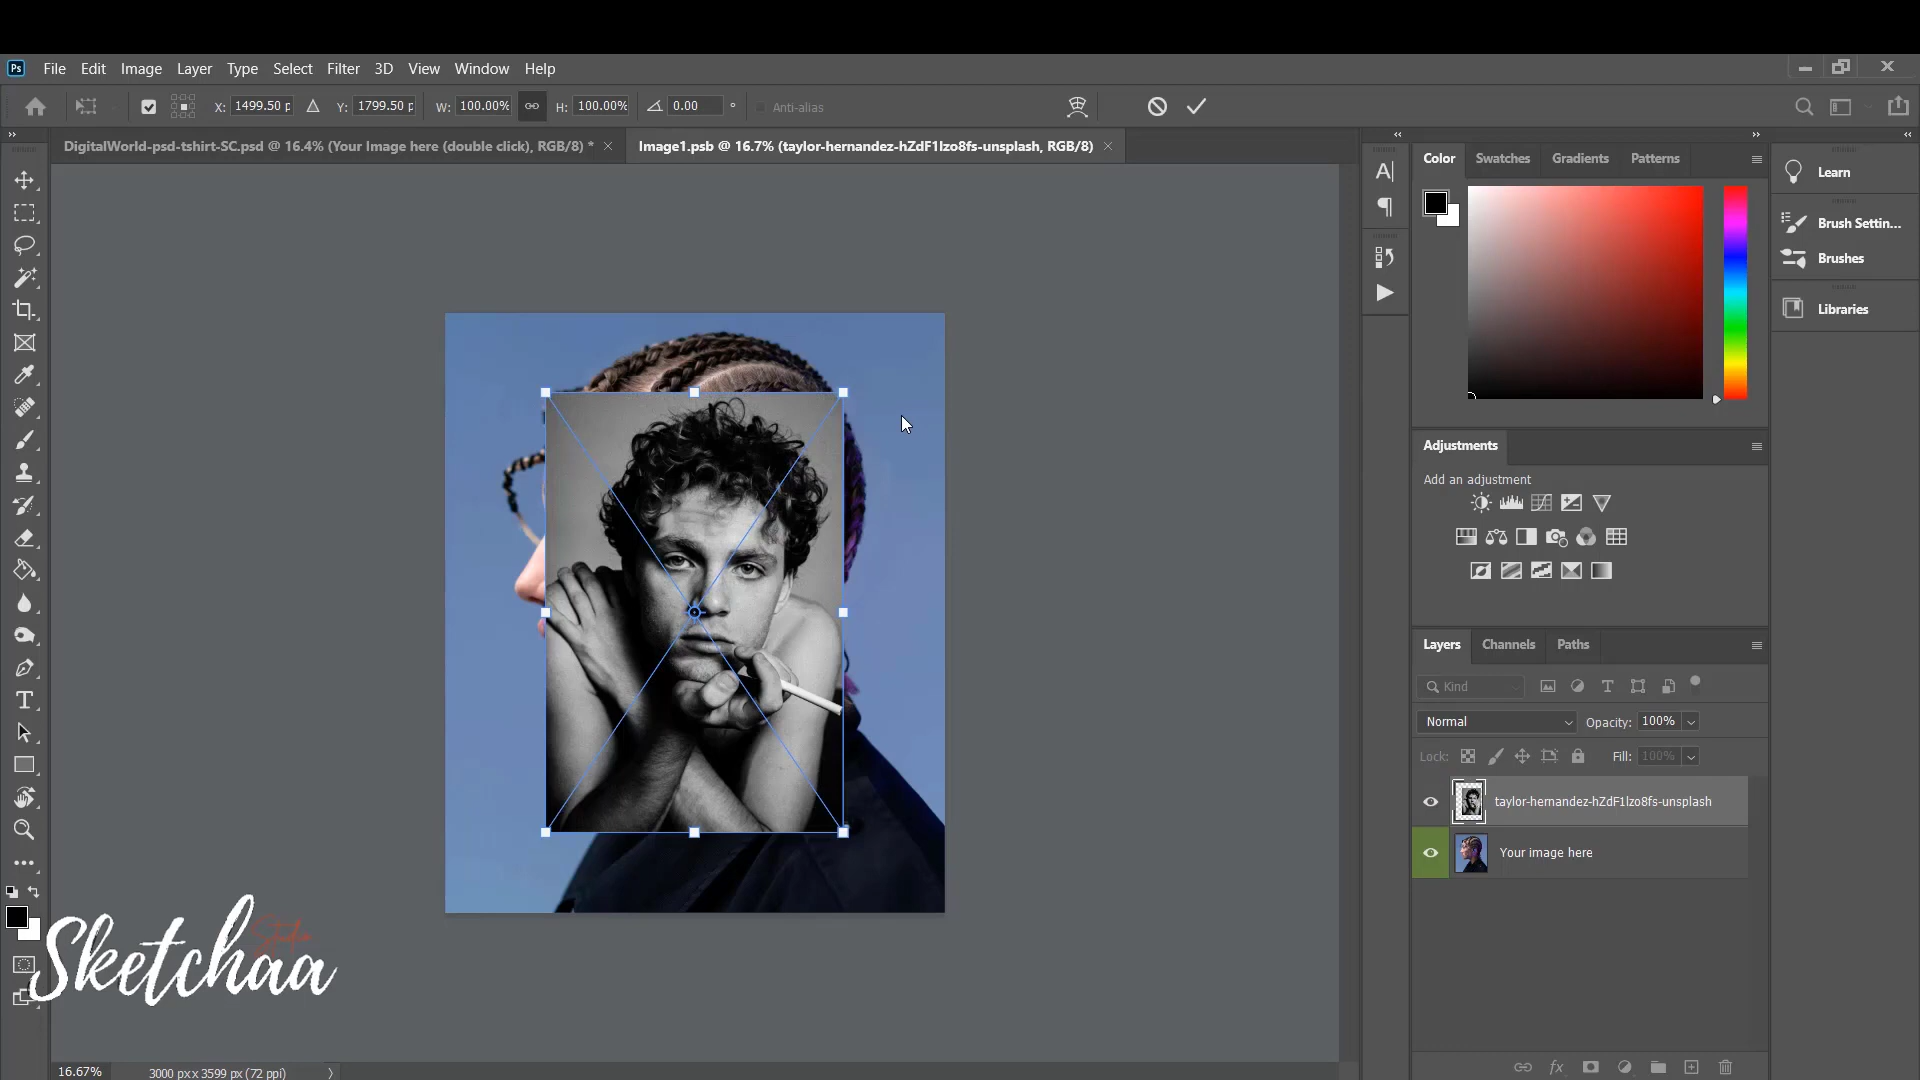 Ps File Edit Image Layer Type Select Filter 3D View Window Help
X: 1499.50 p Y: 1799.50 p W: 100.00% H: 100.00% 0.00 ° Anti-alias
DigitalWorld-psd-tshirt-SC.psd @ 16.4% (Your Image here (double click), RGB/8) * Image1.psb @ 16.7% (taylor-hernandez-hZdF1lzo8fs-unsplash, RGB/8)
Color Swatches Gradients Patterns
Learn
Brush Settin...
Brushes
Libraries
Adjustments
Add an adjustment
Layers Channels Paths
Kind
Normal Opacity: 100%
Lock: Fill: 100%
taylor-hernandez-hZdF1lzo8fs-unsplash
Your image here
Studio
Sketchaa
16.67% 3000 px x 3599 px (72 ppi)